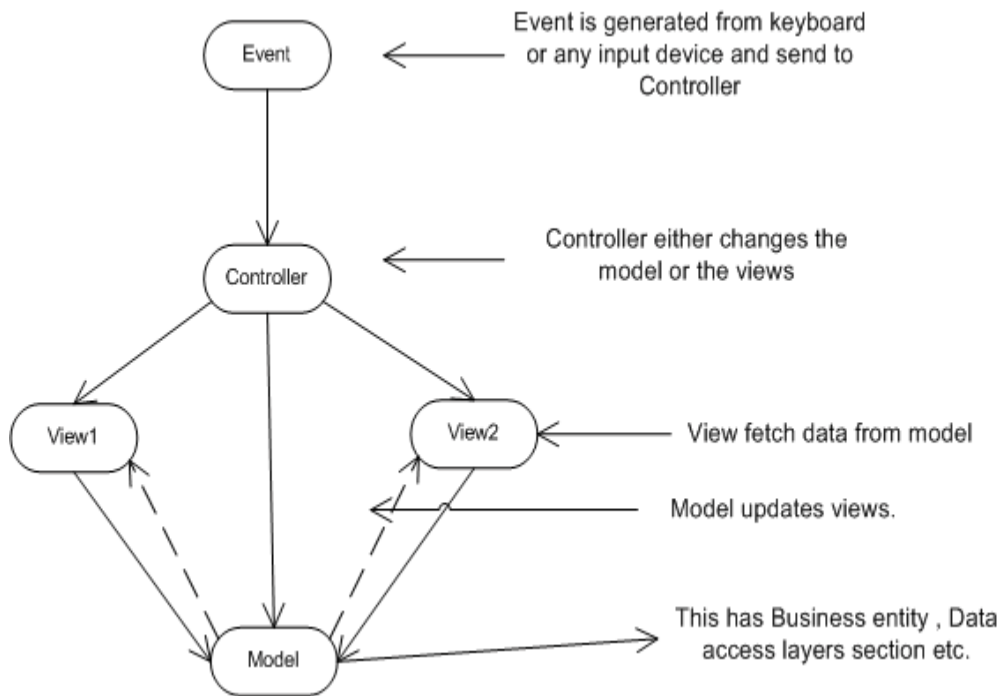 Event
Event is generated from keyboard
or any input device and send to
Controller
Controller
Controller either changes the
model or the views
View1
View2
View fetch data from model
Model updates views.
Model
This has Business entity , Data
access layers section etc.